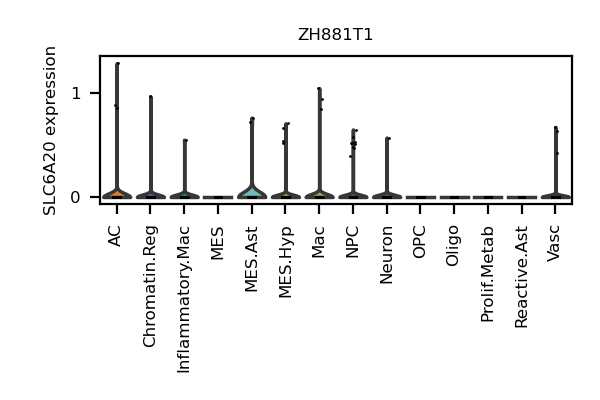 ZH881T1
SLC6A20 expression
1
0
AC
Chromatin.Reg
Inflammatory.Mac
MES
MES.Ast
MES.Hyp
Mac
NPC
Neuron
OPC
Oligo
Prolif.Metab
Reactive.Ast
Vasc